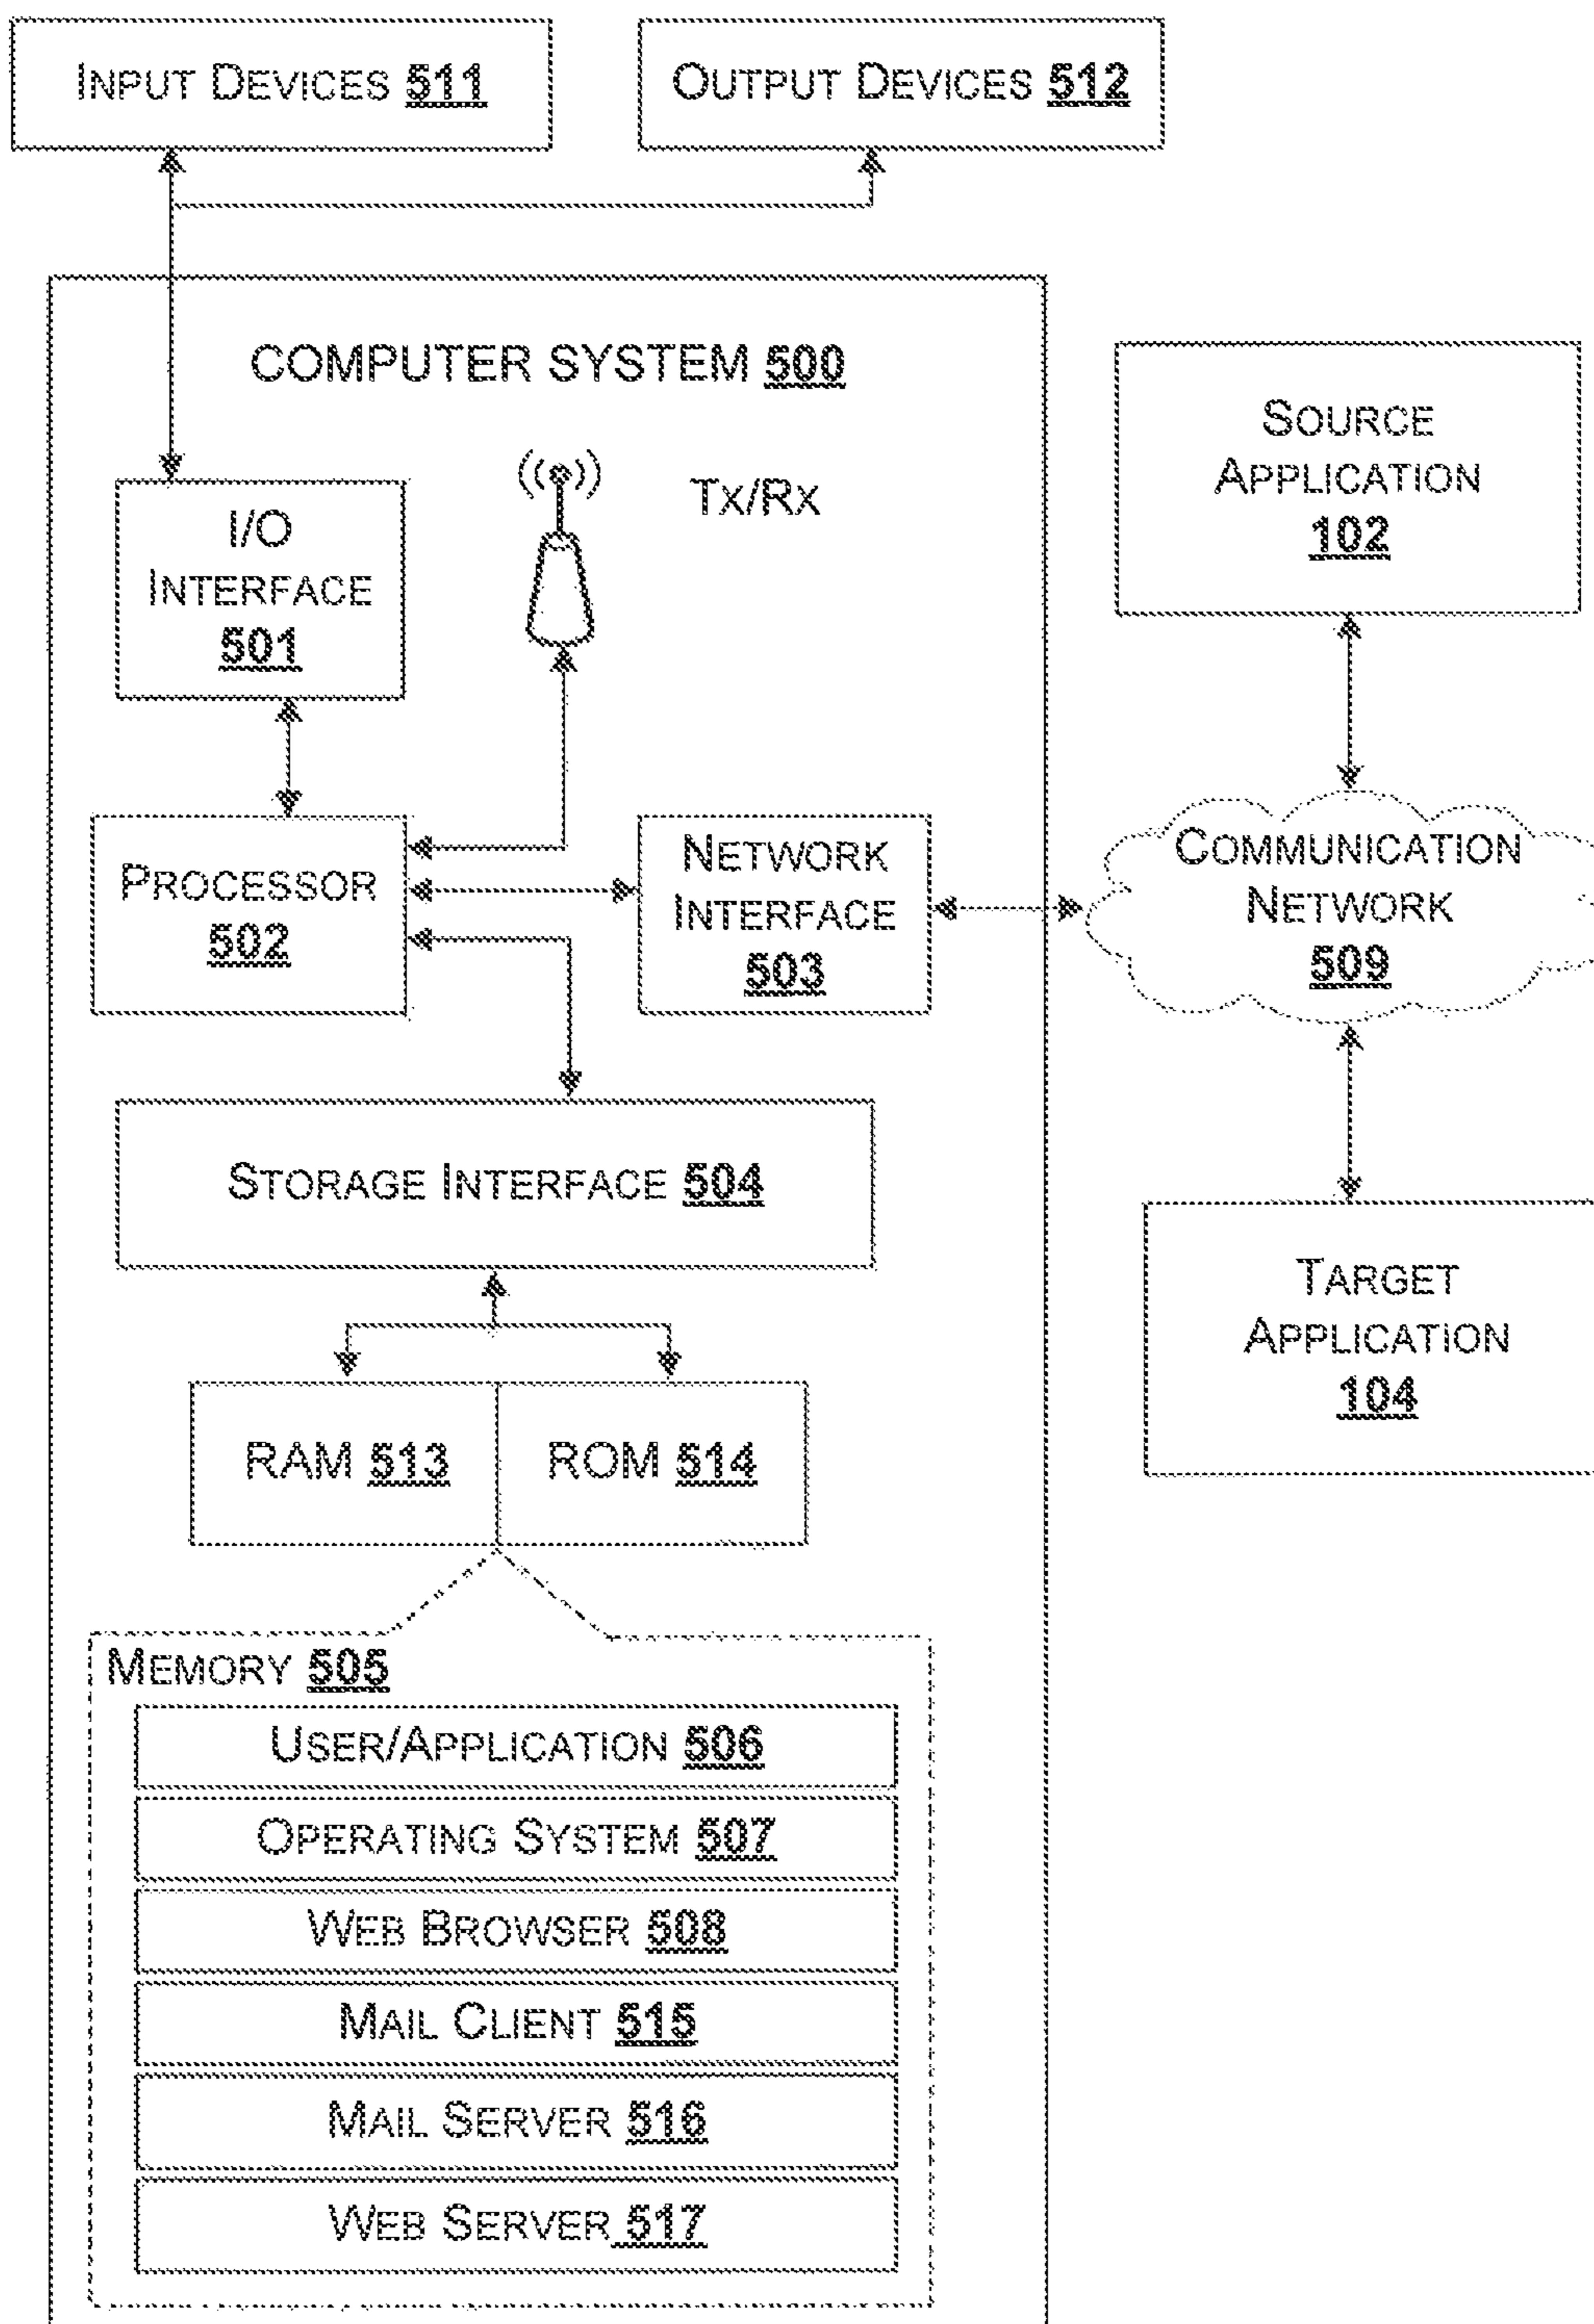 INPUT DEVICES 511
OUTPUT DEVICES 512
COMPUTER SYSTEM 500
I/O
INTERFACE
501
TX/RX
SOURCE
APPLICATION
102
PROCESSOR
502
NETWORK
INTERFACE
503
COMMUNICATION
NETWORK
509
STORAGE INTERFACE 504
TARGET
APPLICATION
104
RAM 513
ROM 514
MEMORY 505
USER/APPLICATION 506
OPERATING SYSTEM 507
WEB BROWSER 508
MAIL CLIENT 515
MAIL SERVER 516
WEB SERVER 517